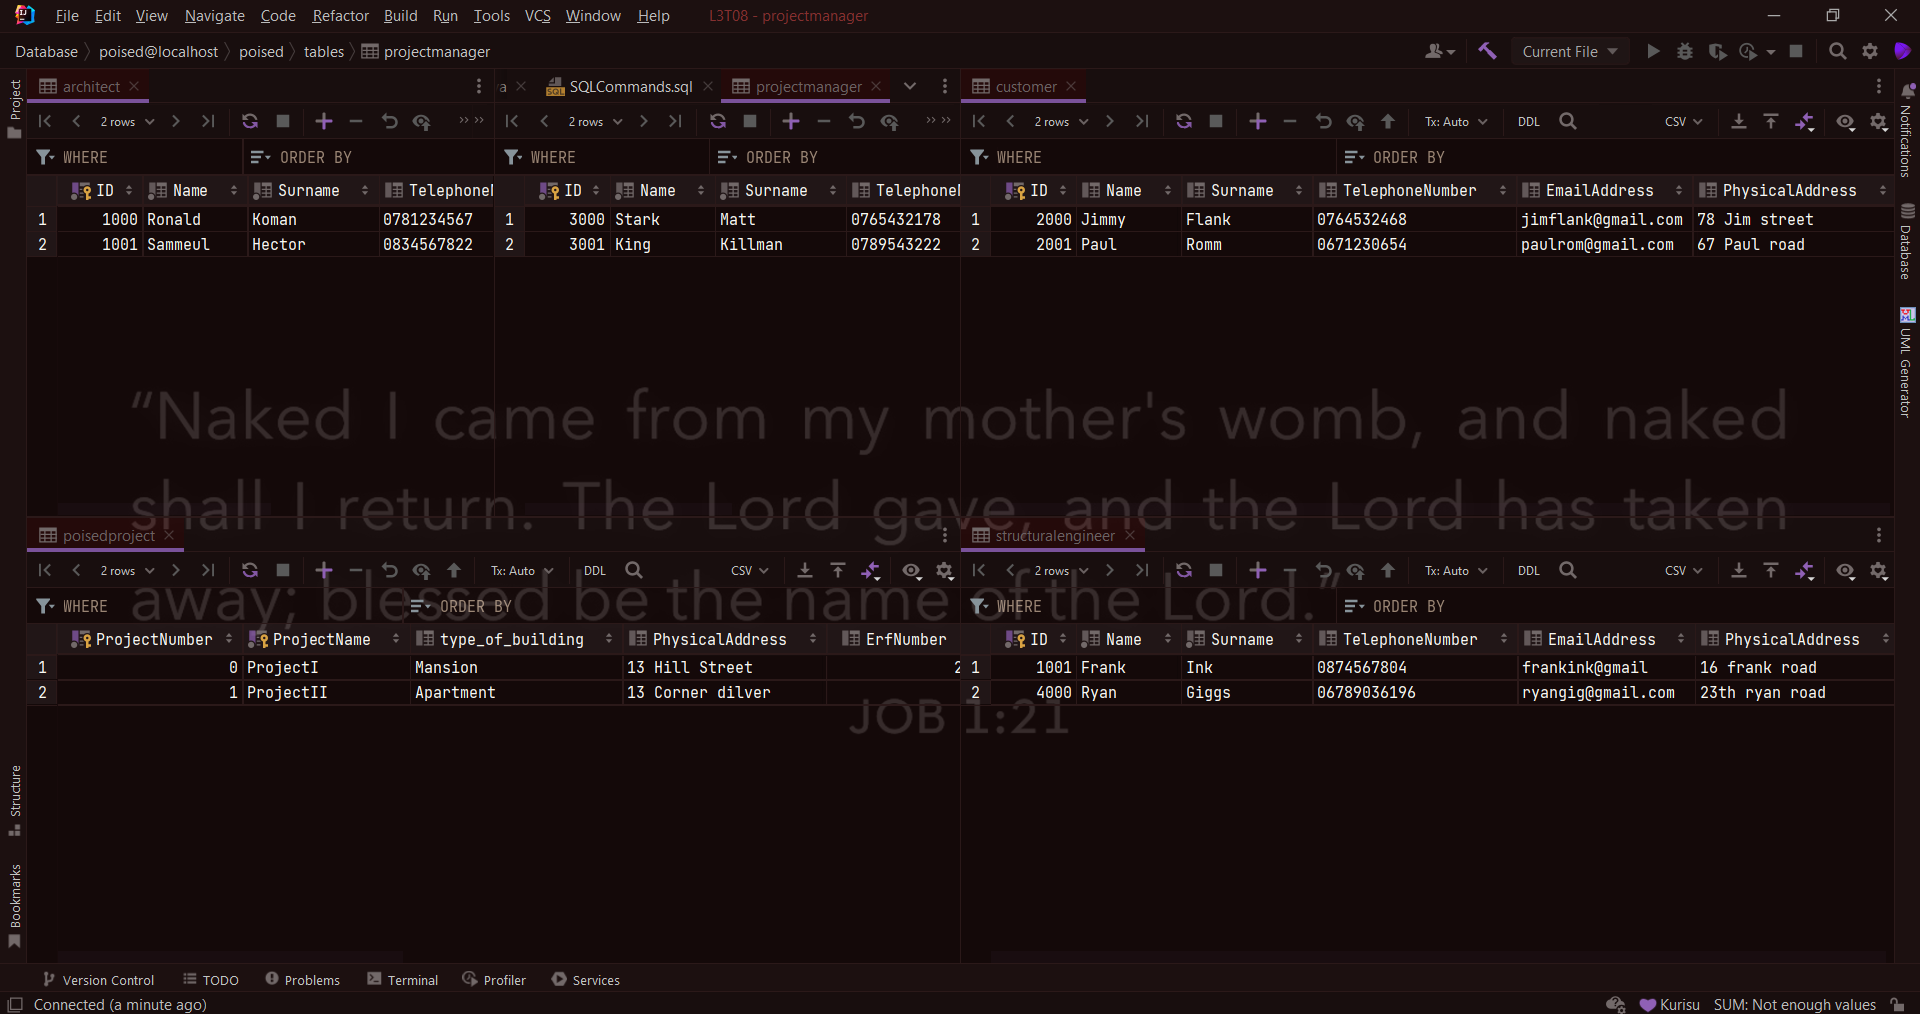 File Edit View Navigate Code Refactor Build Run Tools VCS Window Help L3T08 - projectmanager
Database poised@localhost poised tables projectmanager Current File
Project
architect
a SQLCommands.sql projectmanager
customer
2 rows
2 rows
2 rows Tx: Auto DDL CSV
WHERE ORDER BY
WHERE ORDER BY
WHERE ORDER BY
ID Name Surname Telephone
1 1000 Ronald Koman 0781234567
2 1001 Sammeul Hector 0834567822
ID Name Surname Telephone
1 3000 Stark Matt 0765432178
2 3001 King Killman 0789543222
ID Name Surname TelephoneNumber EmailAddress PhysicalAddress
1 2000 Jimmy Flank 0764532468 jimflank@gmail.com 78 Jim street
2 2001 Paul Romm 0671230654 paulrom@gmail.com 67 Paul road
Notifications
Database
UML Generator
“Naked I came from my mother's womb, and naked
shall I return. The Lord gave, and the Lord has taken
away; blessed be the name of the Lord.”
JOB 1:21
poisedproject
2 rows Tx: Auto DDL CSV
WHERE ORDER BY
ProjectNumber ProjectName type_of_building PhysicalAddress ErfNumber
1 0 ProjectI Mansion 13 Hill Street 2
2 1 ProjectII Apartment 13 Corner dilver
structuralengineer
2 rows Tx: Auto DDL CSV
WHERE ORDER BY
ID Name Surname TelephoneNumber EmailAddress PhysicalAddress
1 1001 Frank Ink 0874567804 frankink@gmail 16 frank road
2 4000 Ryan Giggs 06789036196 ryangig@gmail.com 23th ryan road
Structure
Bookmarks
Version Control TODO Problems Terminal Profiler Services
Connected (a minute ago) Kurisu SUM: Not enough values